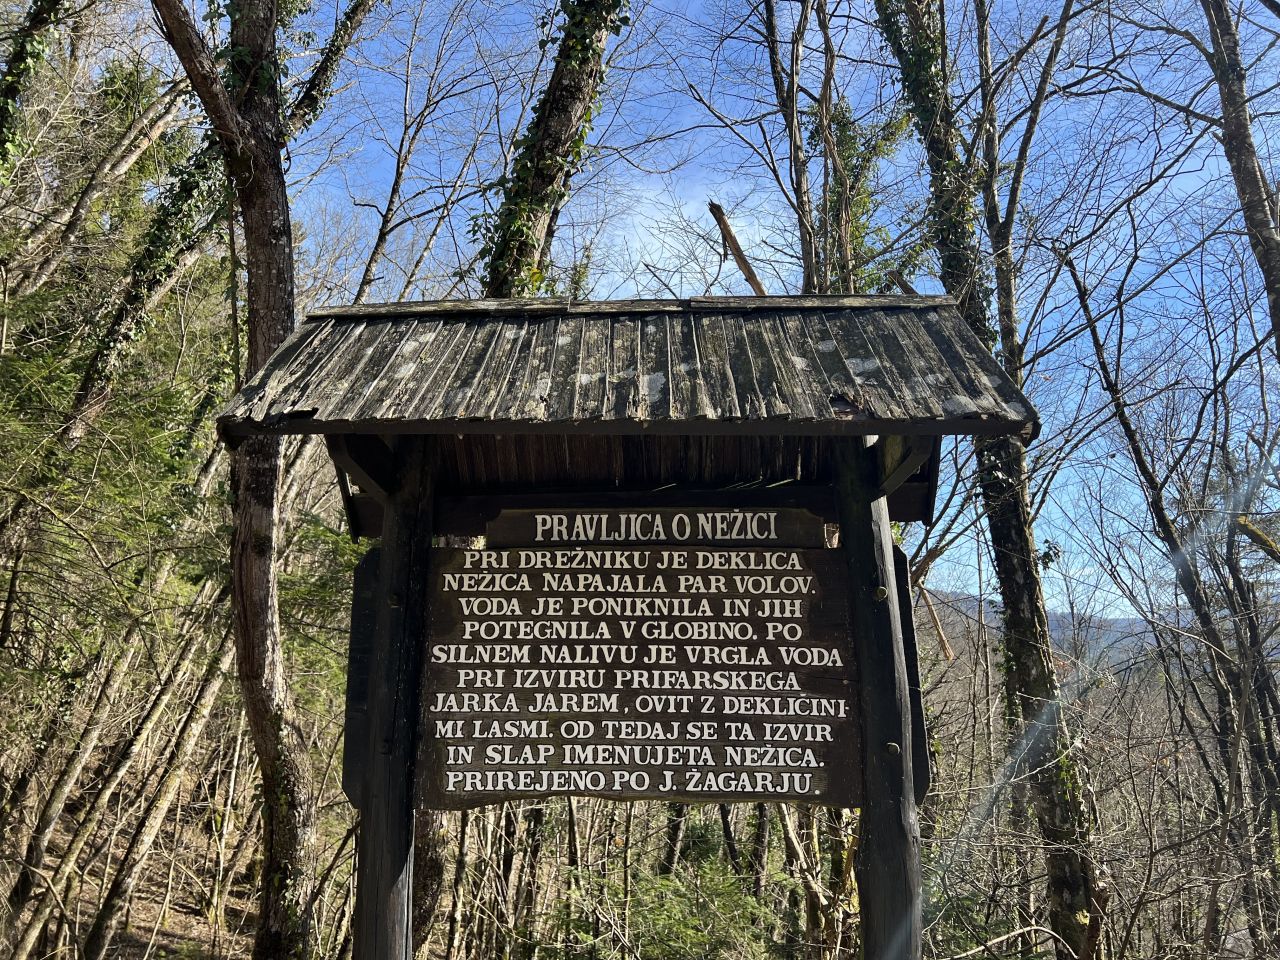 PRAVLJICA O NEŽICI
PRI DREŽNIKU JE DEKLICA
NEŽICA NAPAJALA PAR VOLOV.
VODA JE PONIKNILA IN JIH
POTEGNILA V GLOBINO. PO
SILNEM NALIVU JE VRGLA VODA
PRI IZVIRU PRIFARSKEGA
JARKA JAREM, OVIT Z DEKLIČINI-
MI LASMI. OD TEDAJ SE TA IZVIR
IN SLAP IMENUJETA NEŽICA.
PRIREJENO PO J. ŽAGARJU.